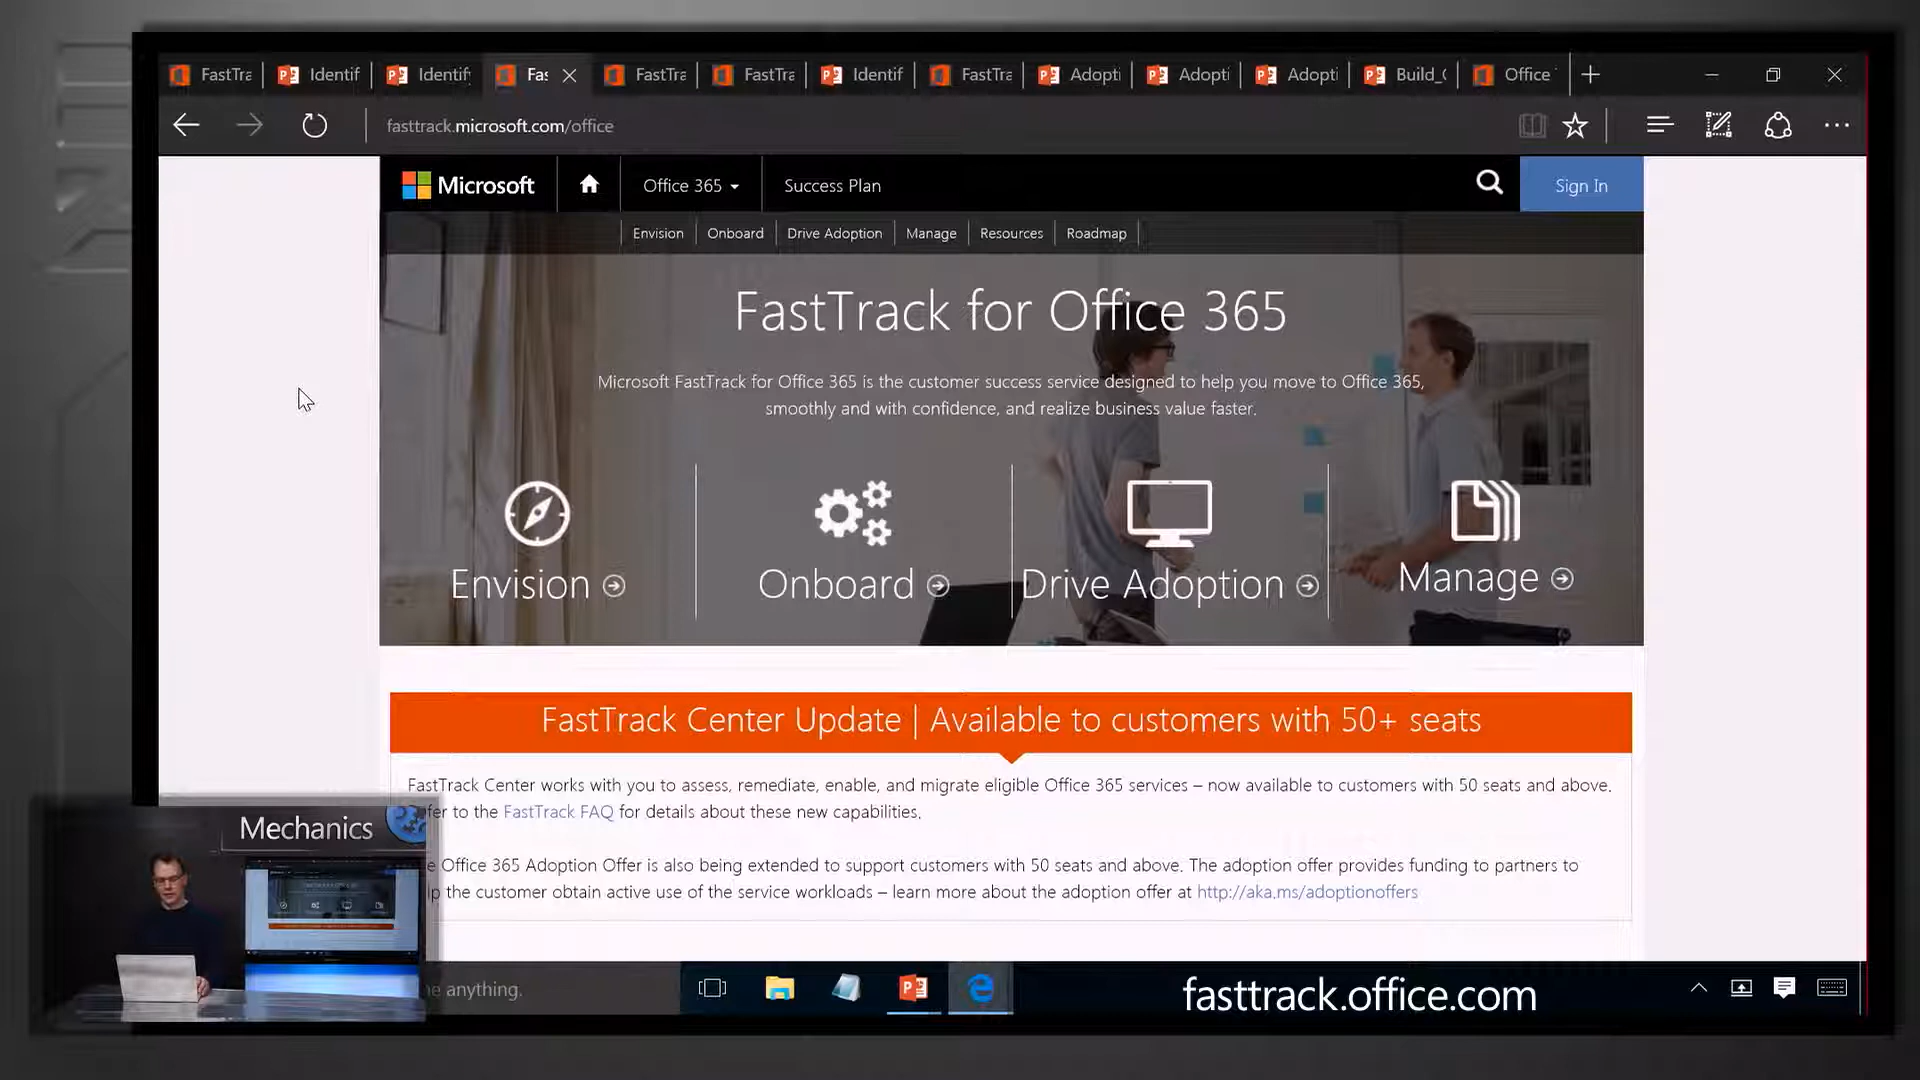 FastTra
Identif
Identify
Fas
FastTra
FastTra
Identif
FastTra
Adopti
Adopti
Adopti
Build_
Office
fasttrack.microsoft.com/office
Microsoft
Office 365
Success Plan
Sign In
Envision
Onboard
Drive Adoption
Manage
Resources
Roadmap
FastTrack for Office 365
Microsoft FastTrack for Office 365 is the customer success service designed to help you move to Office 365,
smoothly and with confidence, and realize business value faster.
Envision
Onboard
Drive Adoption
Manage
FastTrack Center Update | Available to customers with 50+ seats
FastTrack Center works with you to assess, remediate, enable, and migrate eligible Office 365 services – now available to customers with 50 seats and above.
fer to the FastTrack FAQ for details about these new capabilities.
e Office 365 Adoption Offer is also being extended to support customers with 50 seats and above. The adoption offer provides funding to partners to
p the customer obtain active use of the service workloads – learn more about the adoption offer at http://aka.ms/adoptionoffers
Mechanics
e anything.
fasttrack.office.com